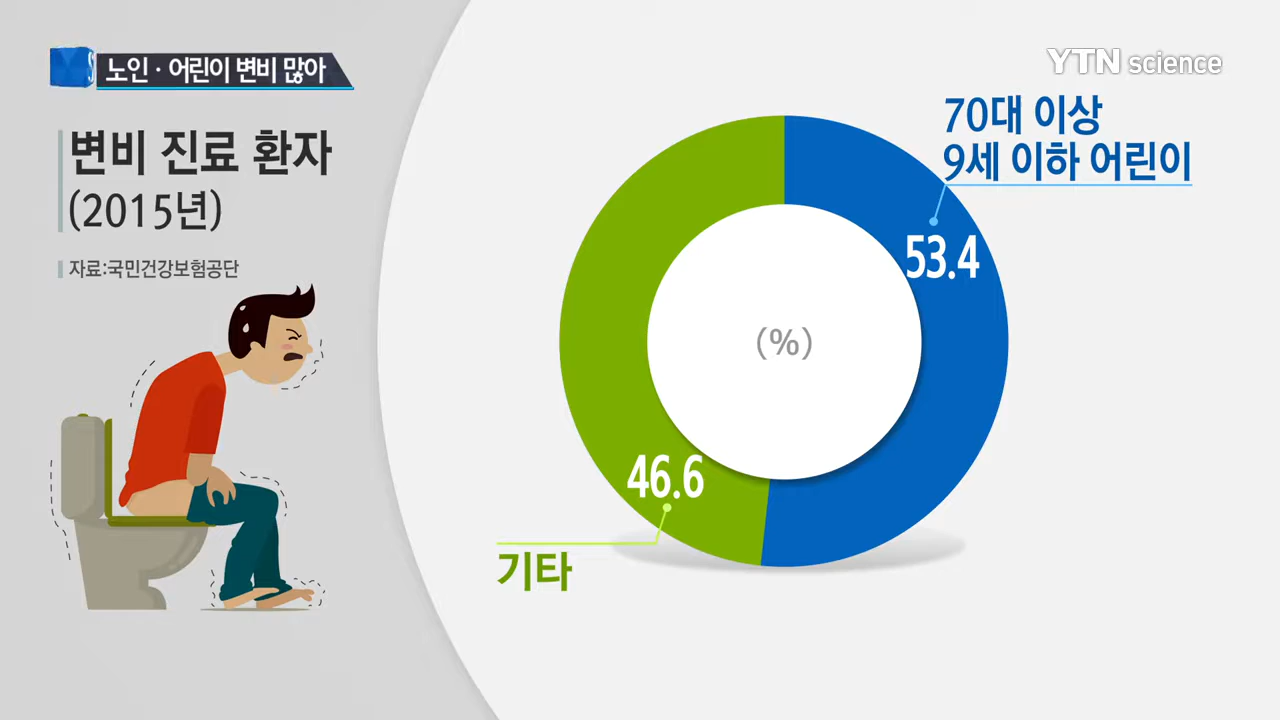 노인·어린이 변비 많아
YTN science
변비 진료 환자
(2015년)
자료:국민건강보험공단
70대 이상
9세 이하 어린이
53.4
(%)
46.6
기타